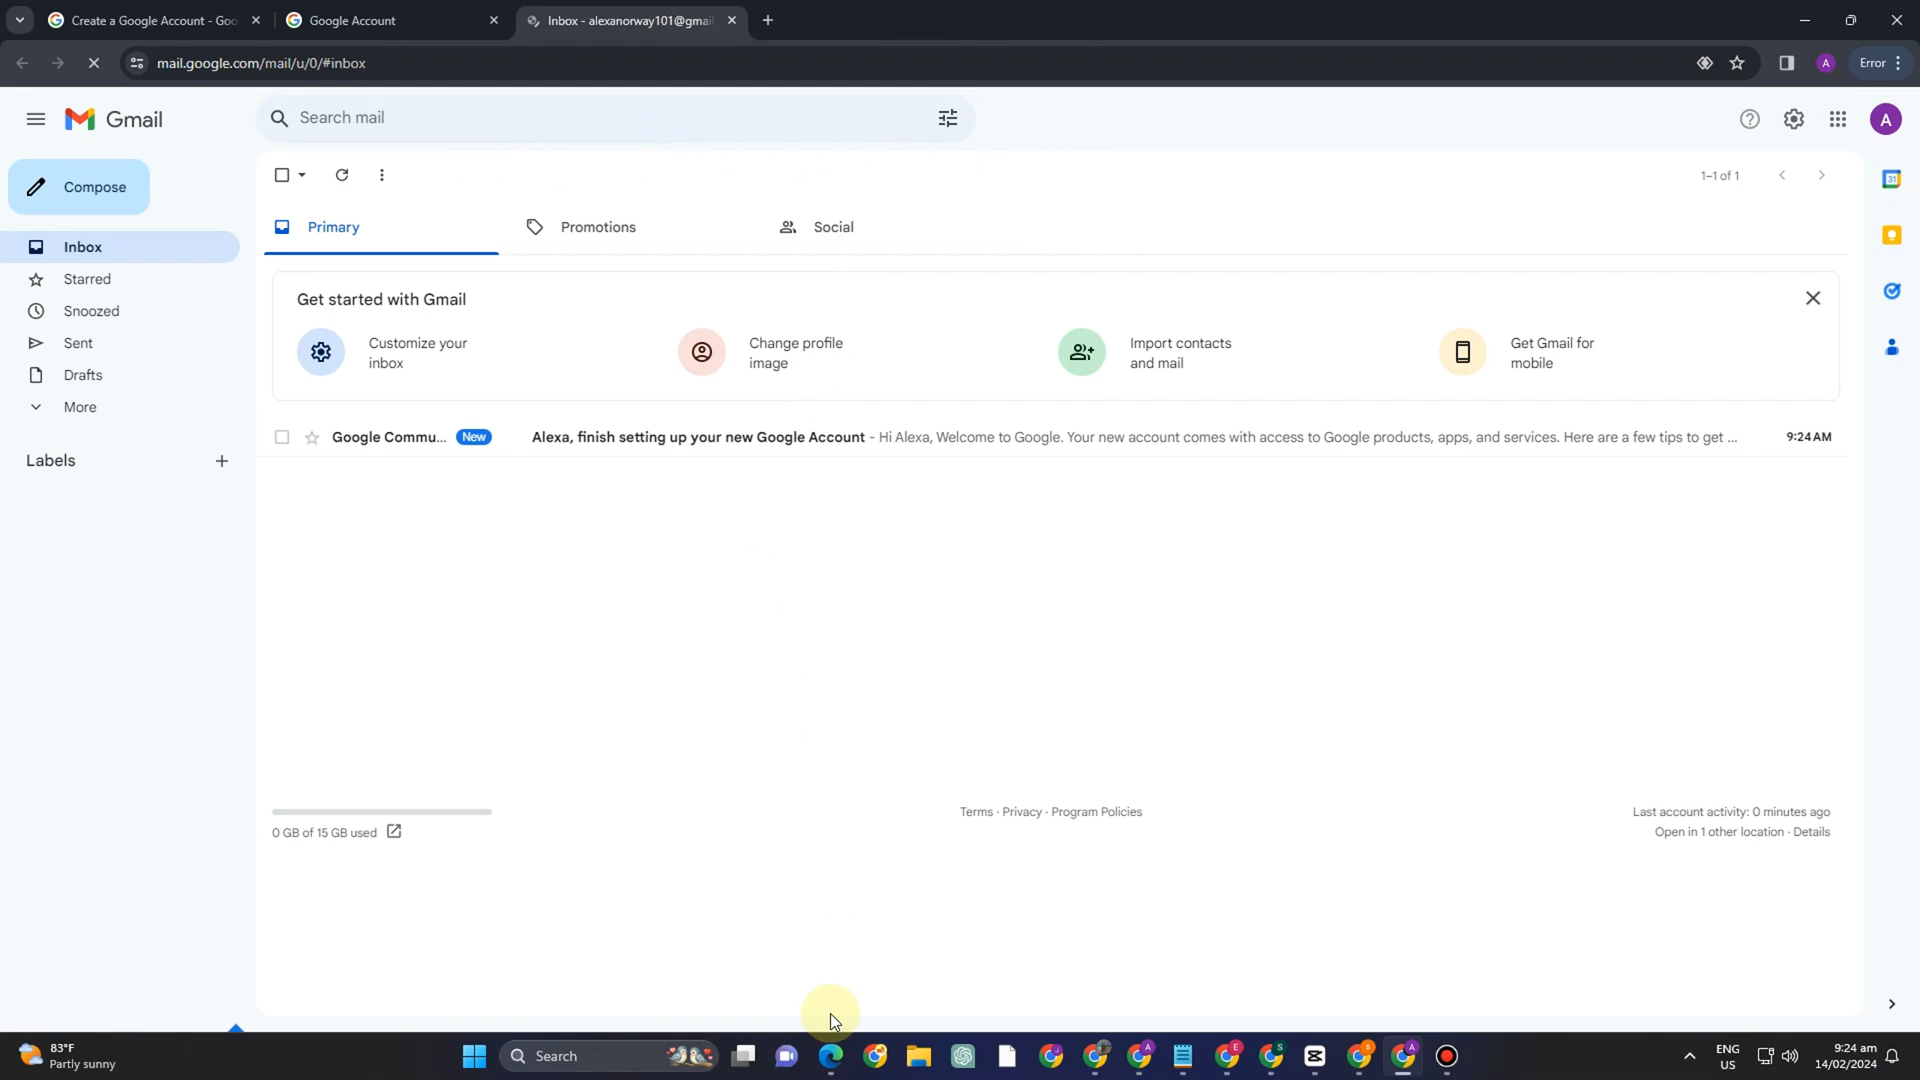 Create a Google Account - Goo
Google Account
Inbox - alexanorway101@gmai
mail.google.com/mail/u/0/#inbox
A
Error
Gmail
Search mail
A
Compose
1–1 of 1
31
Primary
Promotions
Social
Inbox
Starred
Snoozed
Sent
Drafts
More
Labels
Get started with Gmail
Customize your
inbox
Change profile
image
Import contacts
and mail
Get Gmail for
mobile
Google Commu... New Alexa, finish setting up your new Google Account - Hi Alexa, Welcome to Google. Your new account comes with access to Google products, apps, and services. Here are a few tips to get ... 9:24 AM
0 GB of 15 GB used
Terms · Privacy · Program Policies
Last account activity: 0 minutes ago
Open in 1 other location · Details
83°F
Partly sunny
Search
J
A
E
S
S
A
ENG
US
9:24 am
14/02/2024